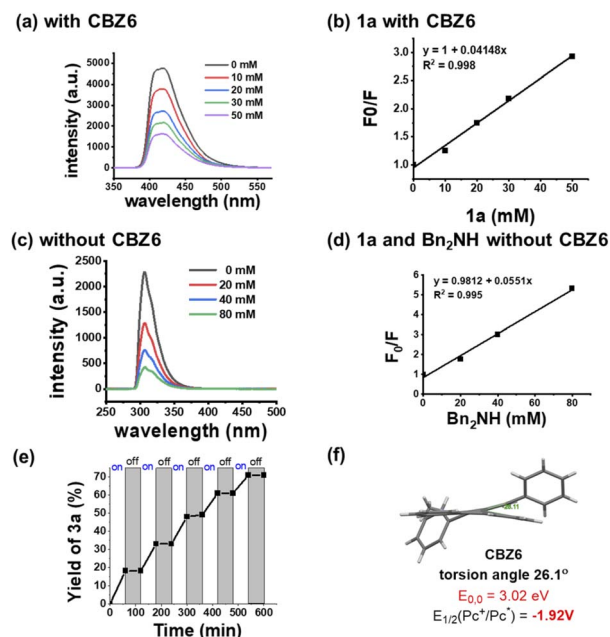 (a) with CBZ6
5000
4000
3000
2000
1000
0
intensity (a.u.)
0 mM
10 mM
20 mM
30 mM
50 mM
350 400 450 500 550
wavelength (nm)
(b) 1a with CBZ6
3.0
2.5
2.0
1.5
1.0
F0/F
y = 1 + 0.04148x
R² = 0.998
0 10 20 30 40 50
1a (mM)
(c) without CBZ6
2500
2000
1500
1000
500
0
intensity (a.u.)
0 mM
20 mM
40 mM
80 mM
250 300 350 400 450 500
wavelength (nm)
(d) 1a and Bn₂NH without CBZ6
6
5
4
3
2
1
0
F₀/F
y = 0.9812 + 0.0551x
R² = 0.995
0 20 40 60 80
Bn₂NH (mM)
(e)
on off on off on off on off on off
70
60
50
40
30
20
10
0
Yield of 3a (%)
0 100 200 300 400 500 600
Time (min)
(f)
26.11
CBZ6
torsion angle 26.1°
E₀,₀ = 3.02 eV
E₁/₂(Pc⁺/Pc*) = -1.92V